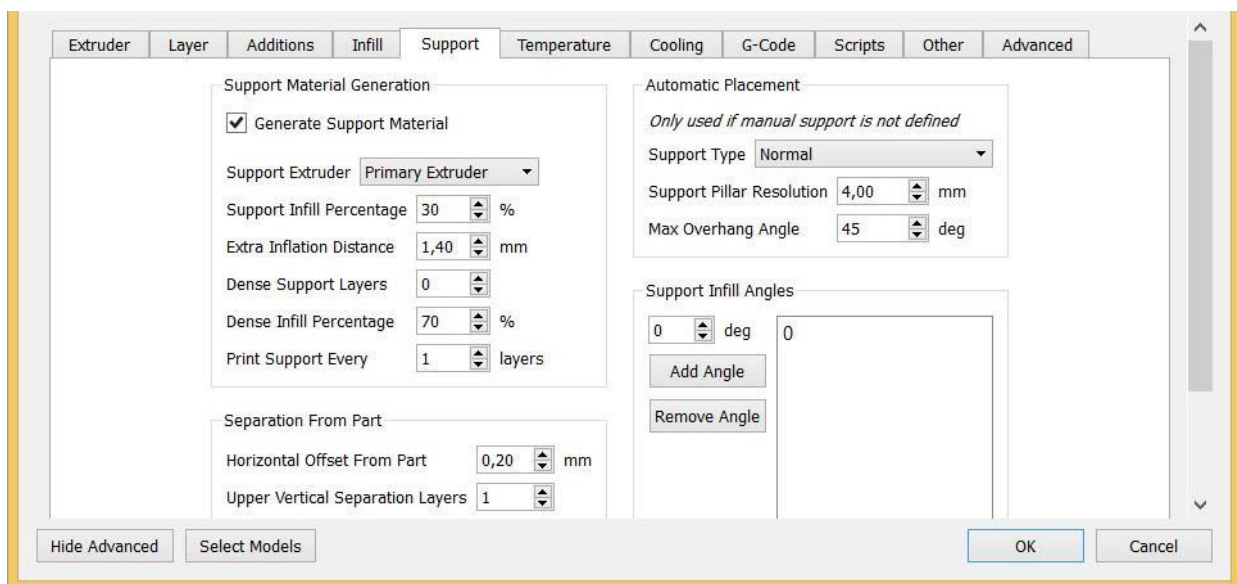 Extruder Layer Additions Infill Support Temperature Cooling G-Code Scripts Other Advanced
Support Material Generation
Generate Support Material
Support Extruder Primary Extruder
Support Infill Percentage 30 %
Extra Inflation Distance 1,40 mm
Dense Support Layers 0
Dense Infill Percentage 70 %
Print Support Every 1 layers
Separation From Part
Horizontal Offset From Part 0,20 mm
Upper Vertical Separation Layers 1
Automatic Placement
Only used if manual support is not defined
Support Type Normal
Support Pillar Resolution 4,00 mm
Max Overhang Angle 45 deg
Support Infill Angles
0 deg 0
Add Angle
Remove Angle
Hide Advanced Select Models OK Cancel